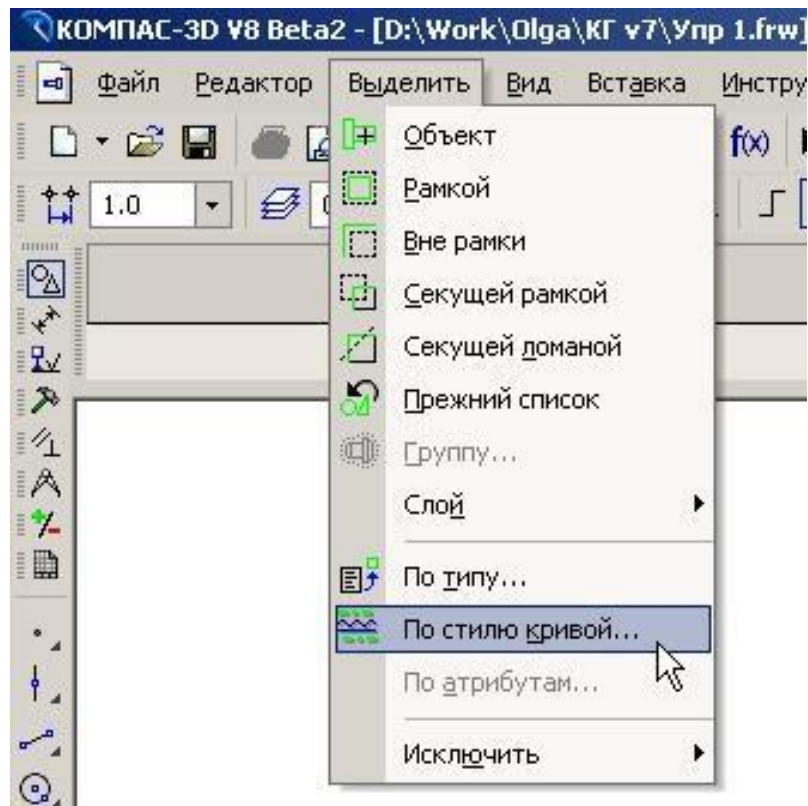 КОМПАС-3D V8 Beta2 - [D:\Work\Olga\КГ v7\Упр 1.frw]
Файл Редактор Выделить Вид Вставка Инстру
f(x)
1.0
Объект
Рамкой
Вне рамки
Секущей рамкой
Секущей ломаной
Прежний список
Группу...
Слой
По типу...
По стилю кривой...
По атрибутам...
Исключить